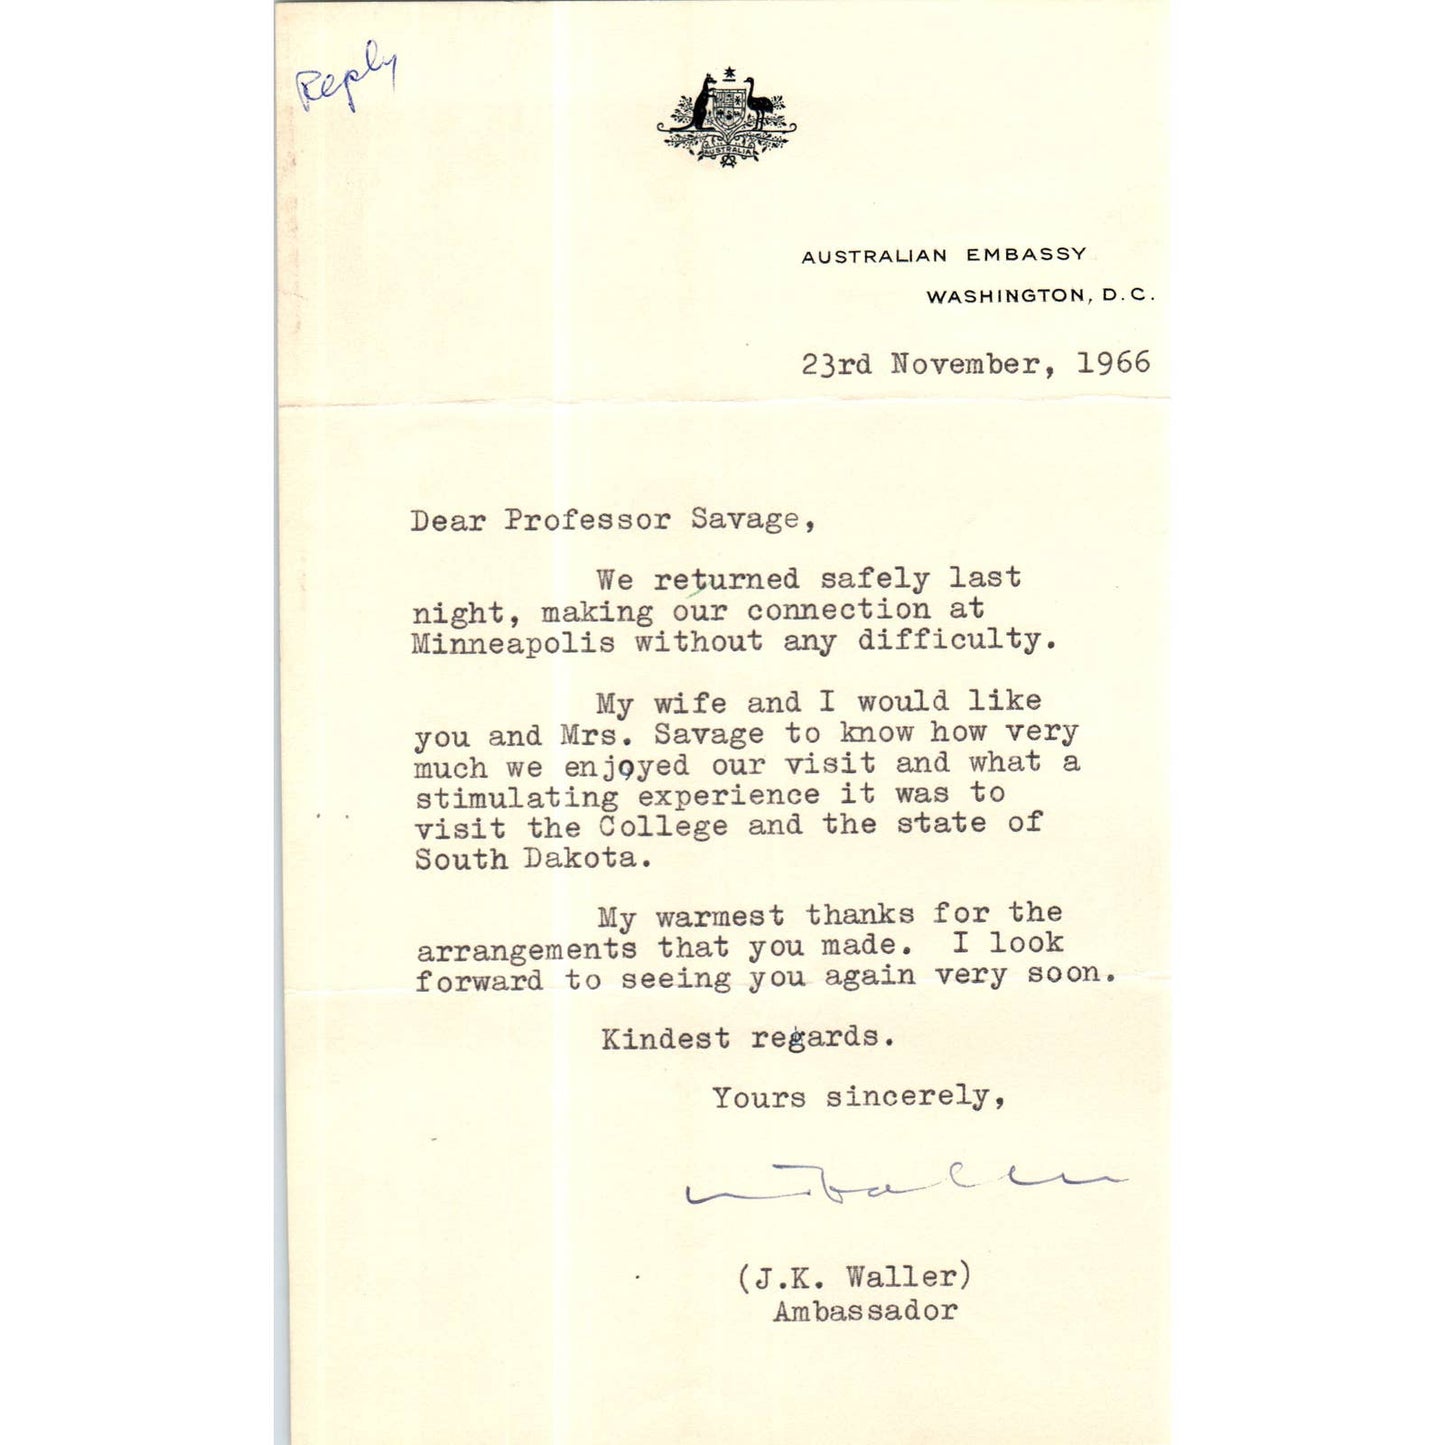 Reply
AUSTRALIA
AUSTRALIAN EMBASSY
WASHINGTON, D.C.
23rd November, 1966
Dear Professor Savage,
We returned safely last
night, making our connection at
Minneapolis without any difficulty.
My wife and I would like
you and Mrs. Savage to know how very
much we enjoyed our visit and what a
stimulating experience it was to
visit the College and the state of
South Dakota.
My warmest thanks for the
arrangements that you made.  I look
forward to seeing you again very soon.
Kindest regards.
Yours sincerely,
(J.K. Waller)
Ambassador